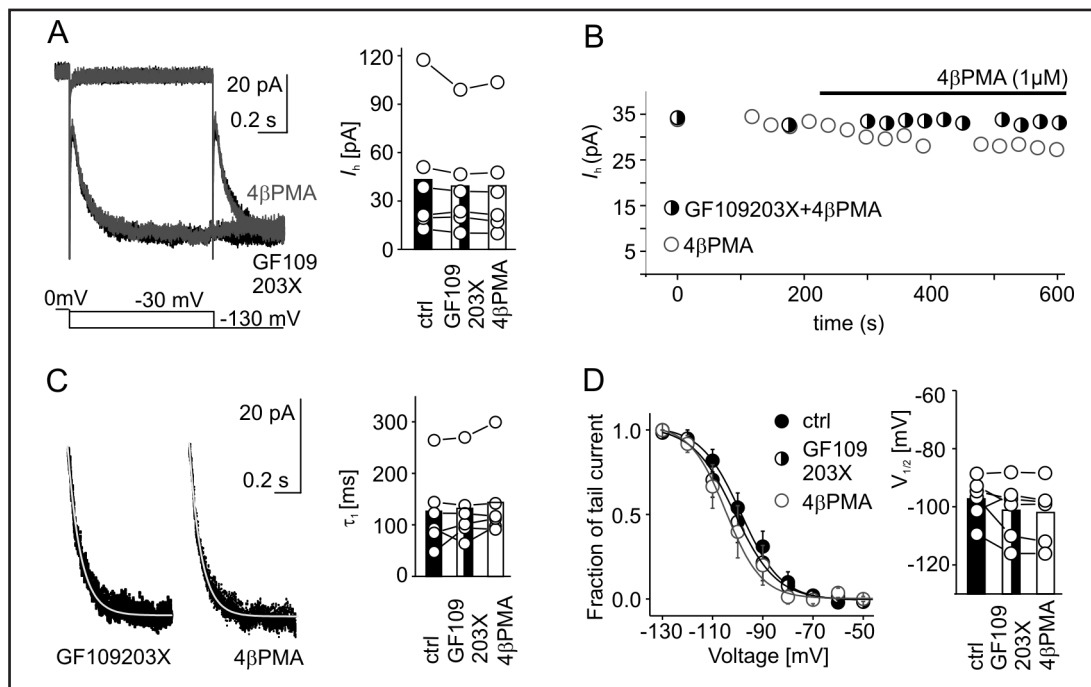 A
20 pA
0.2 s
4βPMA
GF109
203X
0mV
-30 mV
-130 mV
120
90
60
30
0
Ih [pA]
ctrl
GF109
203X
4βPMA
B
4βPMA (1µM)
35
25
15
5
Ih (pA)
GF109203X+4βPMA
4βPMA
0
200
400
600
time (s)
C
20 pA
0.2 s
GF109203X
4βPMA
300
200
100
0
τ1 [ms]
ctrl
GF109
203X
4βPMA
D
1.0
0.5
0.0
Fraction of tail current
ctrl
GF109
203X
4βPMA
-130
-110
-90
-70
-50
Voltage [mV]
-60
-80
-100
-120
V1/2 [mV]
ctrl
GF109
203X
4βPMA